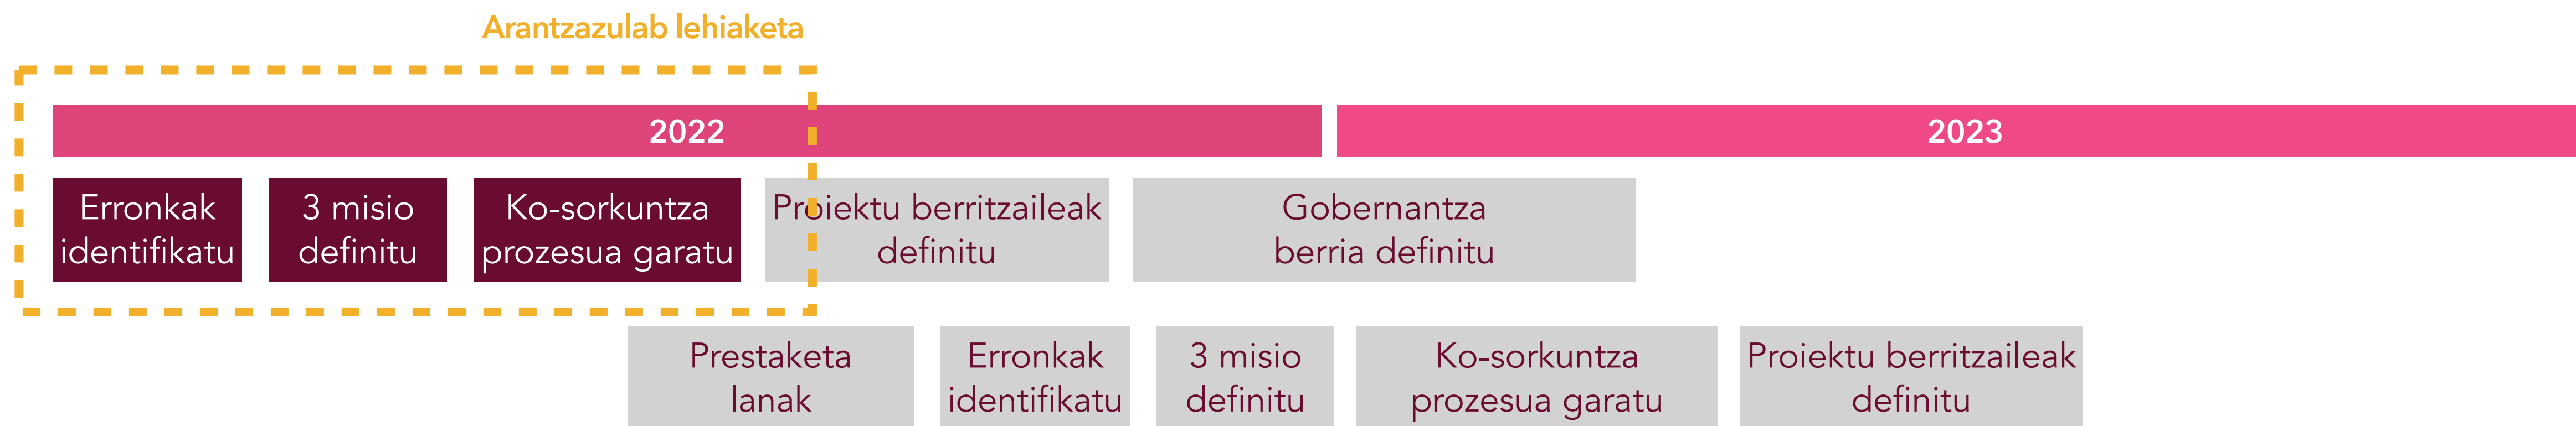 Arantzazulab lehiaketa
2022
2023
Erronkak
identifikatu
3 misio
definitu
Ko-sorkuntza
prozesua garatu
Proiektu berritzaileak
definitu
Gobernantza
berria definitu
Prestaketa
lanak
Erronkak
identifikatu
3 misio
definitu
Ko-sorkuntza
prozesua garatu
Proiektu berritzaileak
definitu